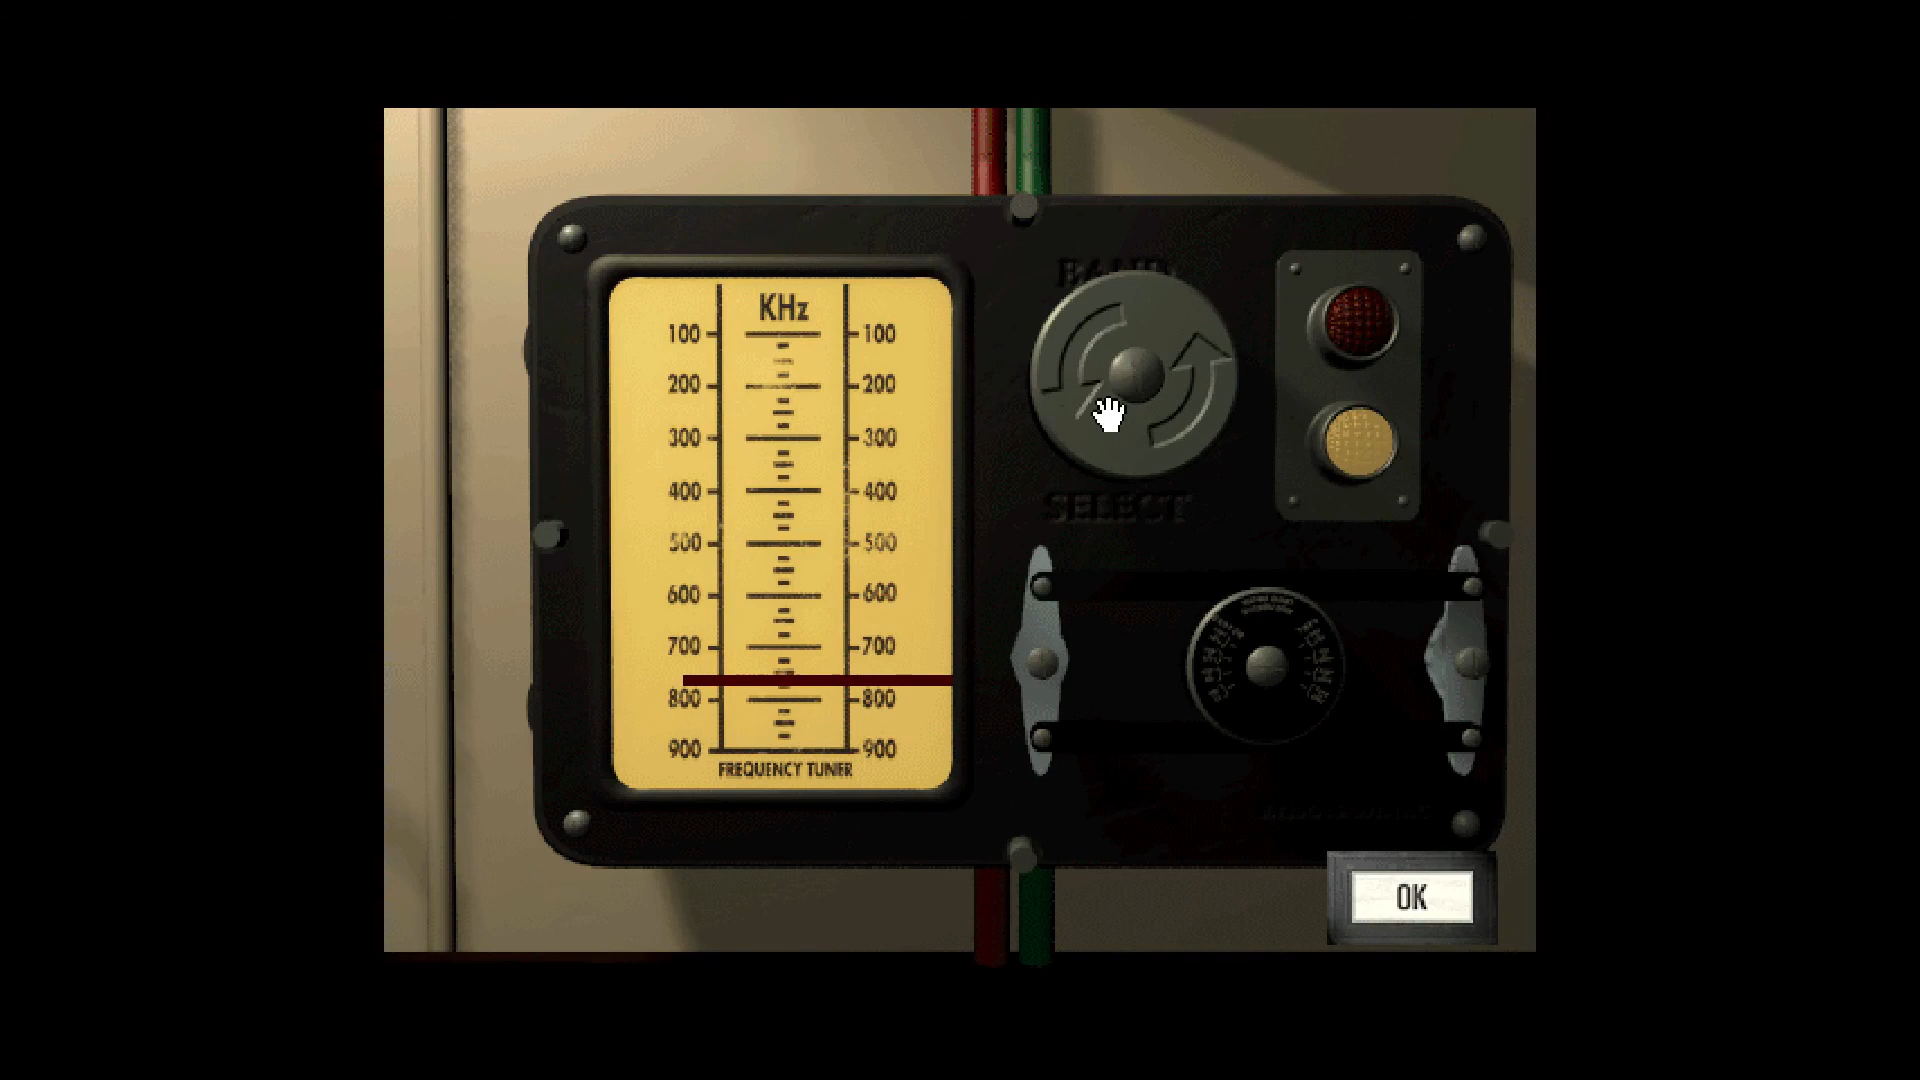 KHz
100 100
200 200
300 300
400 400
500 500
600 600
700 700
800 800
900 900
FREQUENCY TUNER
BAND
SELECT
OK